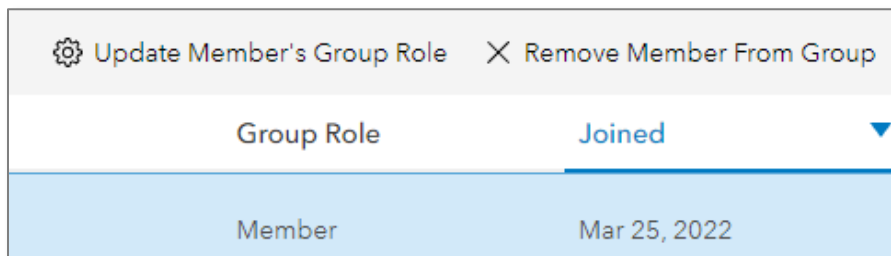 Update Member's Group Role Remove Member From Group
Group Role Joined
Member Mar 25, 2022